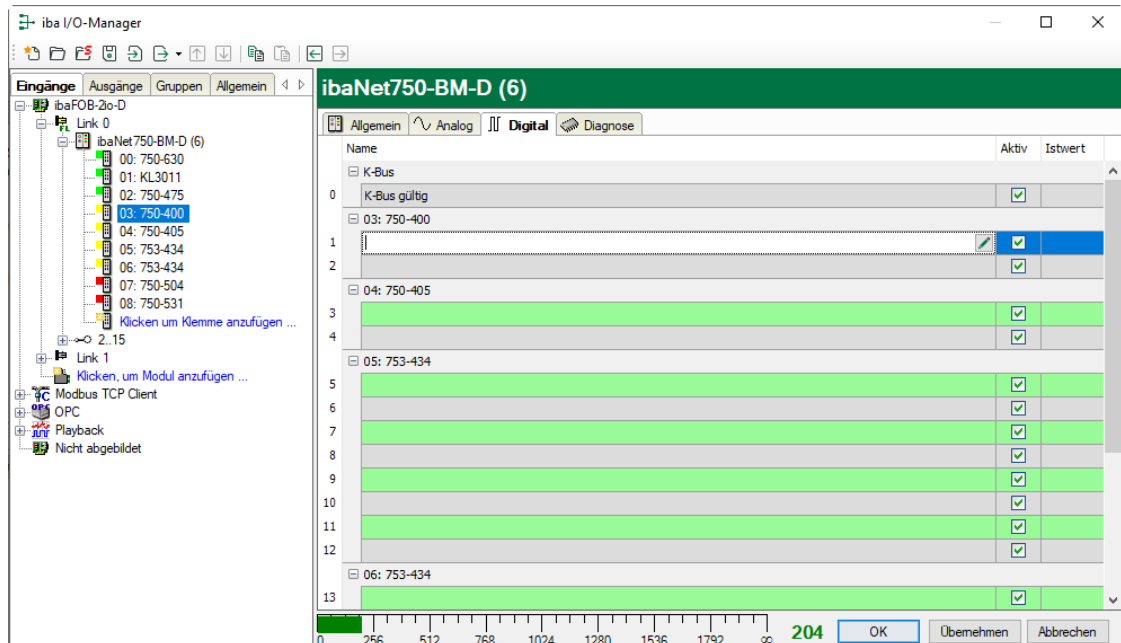 iba I/O-Manager
Eingänge Ausgänge Gruppen Allgemein
ibaFOB-2io-D
Link 0
ibaNet750-BM-D (6)
00: 750-630
01: KL3011
02: 750-475
03: 750-400
04: 750-405
05: 753-434
06: 753-434
07: 750-504
08: 750-531
Klicken um Klemme anzufügen ...
2..15
Link 1
Klicken, um Modul anzufügen ...
Modbus TCP Client
OPC
Playback
Nicht abgebildet
ibaNet750-BM-D (6)
Allgemein Analog Digital Diagnose
Name Aktiv Istwert
K-Bus
0 K-Bus gültig
03: 750-400
1
2
04: 750-405
3
4
05: 753-434
5
6
7
8
9
10
11
12
06: 753-434
13
0 256 512 768 1024 1280 1536 1792 ∞ 204 OK Übernehmen Abbrechen